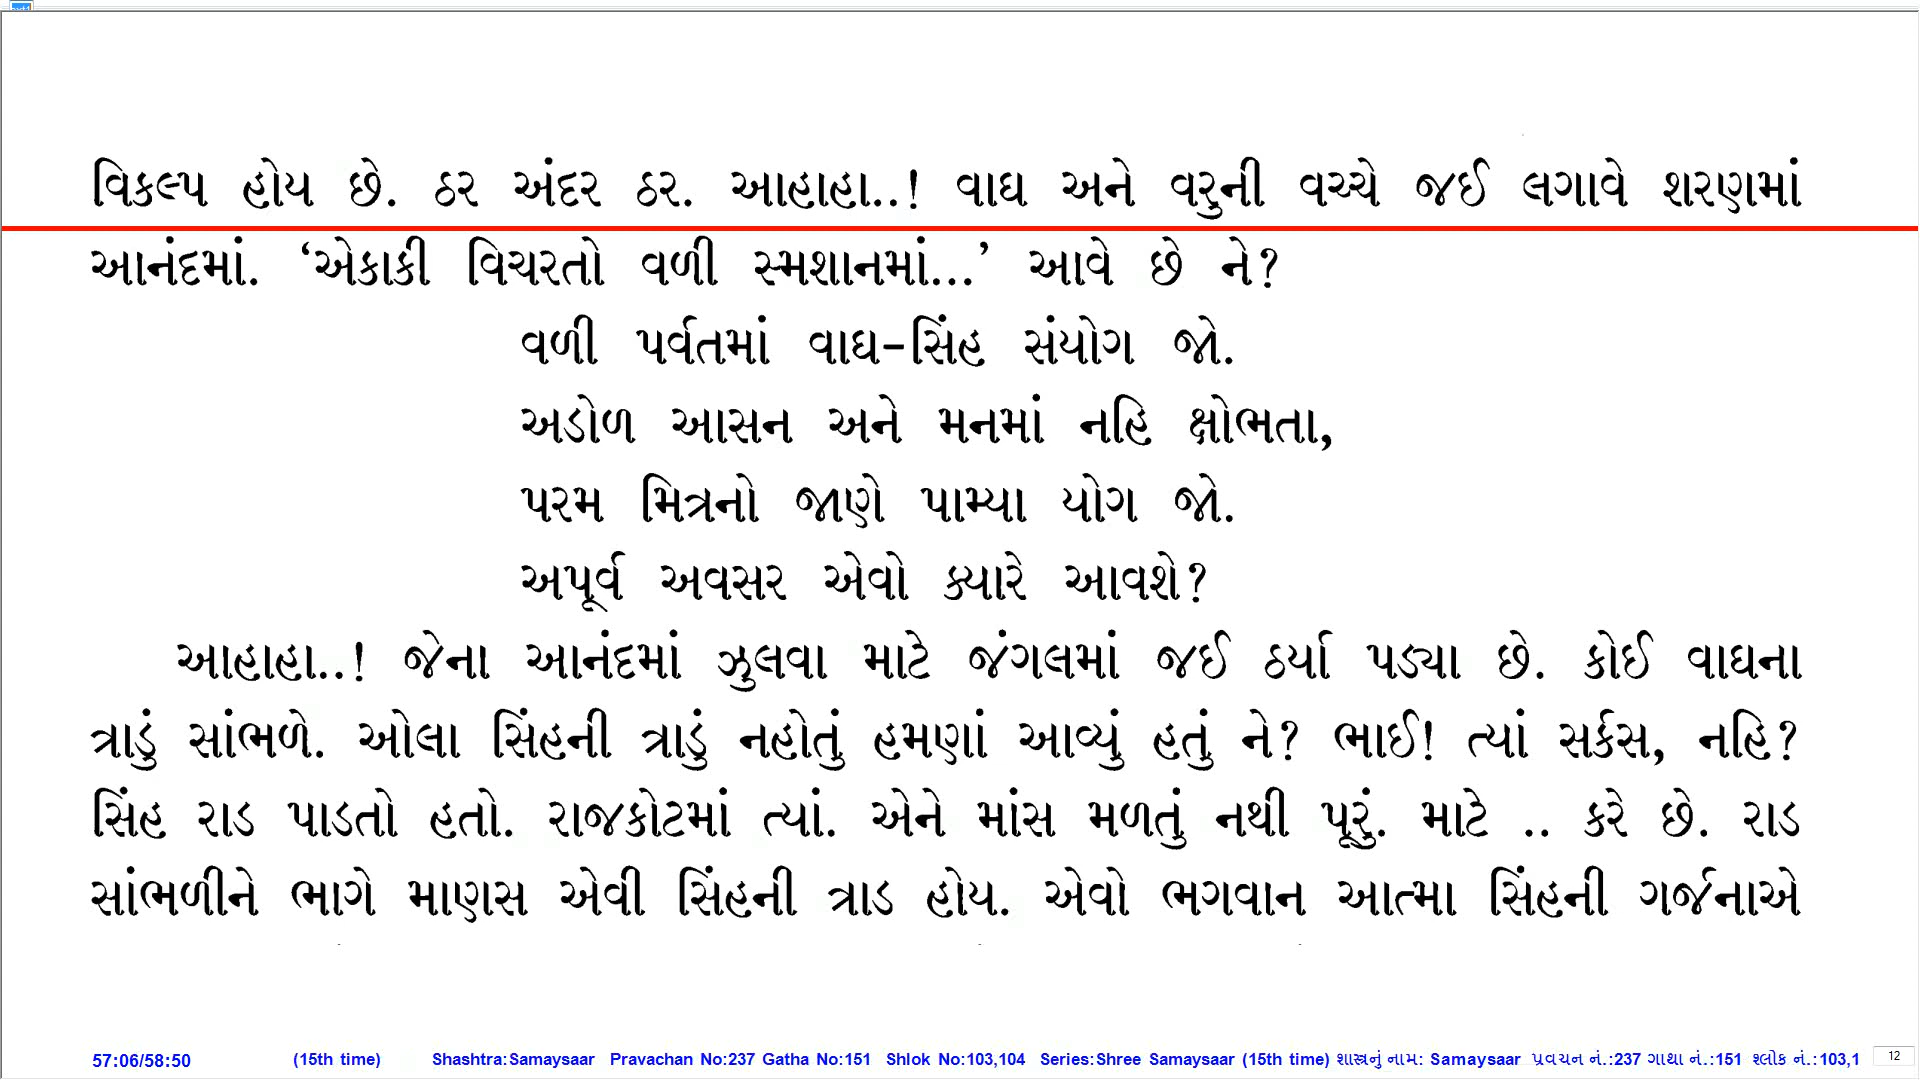 વિકલ્પ હોય છે. ઠર અંદર ઠર. આહાહા..! વાઘ અને વરુની વચ્ચે જઈ લગાવે શરણમાં
આનંદમાં. ‘એકાકી વિચરતો વળી સ્મશાનમાં...’ આવે છે ને?
વળી પર્વતમાં વાઘ-સિંહ સંયોગ જો.
અડોળ આસન અને મનમાં નહિ ક્ષોભતા,
પરમ મિત્રનો જાણે પામ્યા યોગ જો.
અપૂર્વ અવસર એવો ક્યારે આવશે?
આહાહા..! જેના આનંદમાં ઝુલવા માટે જંગલમાં જઈ ઠર્યા પડ્યા છે. કોઈ વાઘના
ત્રાડું સાંભળે. ઓલા સિંહની ત્રાડું નહોતું હમણાં આવ્યું હતું ને? ભાઈ! ત્યાં સર્કસ, નહિ?
સિંહ રાડ પાડતો હતો. રાજકોટમાં ત્યાં. એને માંસ મળતું નથી પૂરું. માટે .. કરે છે. રાડ
સાંભળીને ભાગે માણસ એવી સિંહની ત્રાડ હોય. એવો ભગવાન આત્મા સિંહની ગર્જનાએ
57:06/58:50 (15th time) Shashtra:Samaysaar Pravachan No:237 Gatha No:151 Shlok No:103,104 Series:Shree Samaysaar (15th time) શાસ્ત્રનું નામ: Samaysaar પ્રવચન નં.:237 ગાથા નં.:151 શ્લોક નં.:103,1 12